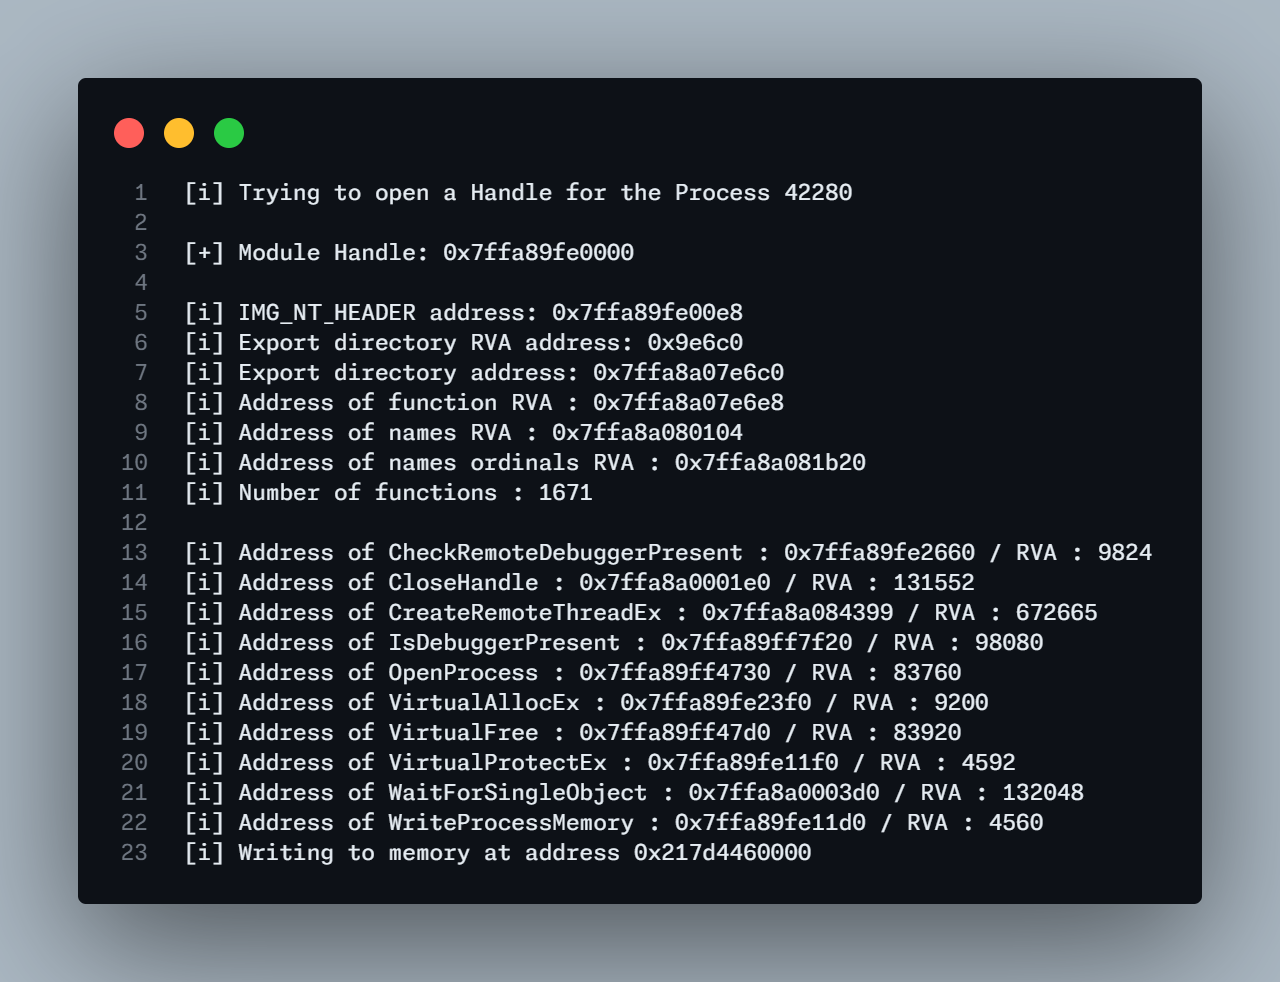 1 [i] Trying to open a Handle for the Process 42280
2
3 [+] Module Handle: 0x7ffa89fe0000
4
5 [i] IMG_NT_HEADER address: 0x7ffa89fe00e8
6 [i] Export directory RVA address: 0x9e6c0
7 [i] Export directory address: 0x7ffa8a07e6c0
8 [i] Address of function RVA : 0x7ffa8a07e6e8
9 [i] Address of names RVA : 0x7ffa8a080104
10 [i] Address of names ordinals RVA : 0x7ffa8a081b20
11 [i] Number of functions : 1671
12
13 [i] Address of CheckRemoteDebuggerPresent : 0x7ffa89fe2660 / RVA : 9824
14 [i] Address of CloseHandle : 0x7ffa8a0001e0 / RVA : 131552
15 [i] Address of CreateRemoteThreadEx : 0x7ffa8a084399 / RVA : 672665
16 [i] Address of IsDebuggerPresent : 0x7ffa89ff7f20 / RVA : 98080
17 [i] Address of OpenProcess : 0x7ffa89ff4730 / RVA : 83760
18 [i] Address of VirtualAllocEx : 0x7ffa89fe23f0 / RVA : 9200
19 [i] Address of VirtualFree : 0x7ffa89ff47d0 / RVA : 83920
20 [i] Address of VirtualProtectEx : 0x7ffa89fe11f0 / RVA : 4592
21 [i] Address of WaitForSingleObject : 0x7ffa8a0003d0 / RVA : 132048
22 [i] Address of WriteProcessMemory : 0x7ffa89fe11d0 / RVA : 4560
23 [i] Writing to memory at address 0x217d4460000